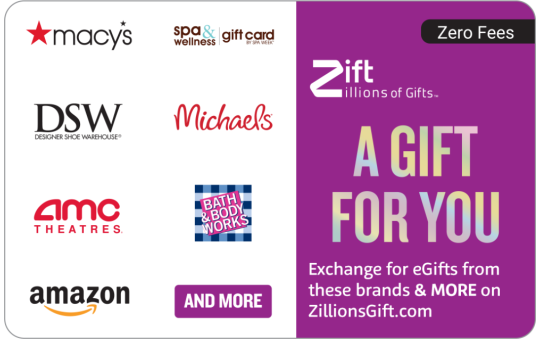 macy's
spa & wellness | gift card
BY SPA WEEK®
DSW
DESIGNER SHOE WAREHOUSE®
Michaels
amc
THEATRES.
BATH
& BODY
WORKS
amazon
AND MORE
Zero Fees
Zift
Zillions of Gifts™
A GIFT
FOR YOU
Exchange for eGifts from
these brands & MORE on
ZillionsGift.com